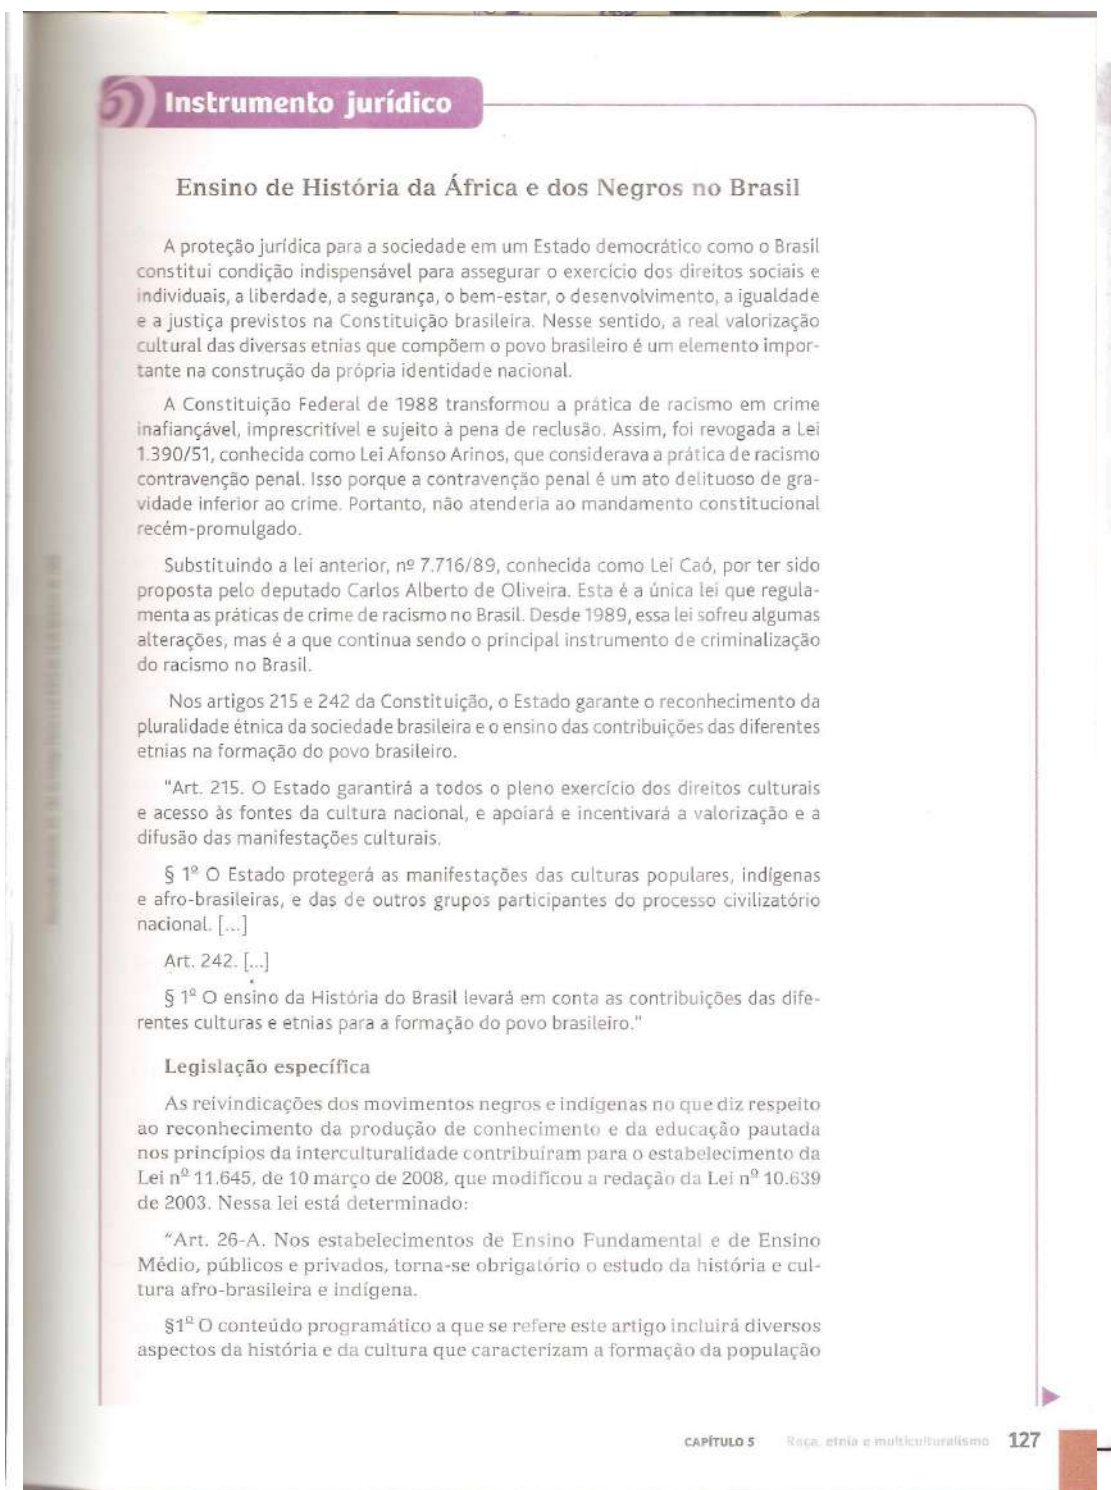 Instrumento jurídico
Ensino de História da África e dos Negros no Brasil
A proteção jurídica para a sociedade em um Estado democrático como o Brasil
constitui condição indispensável para assegurar o exercício dos direitos sociais e
individuais, a liberdade, a segurança, o bem-estar, o desenvolvimento, a igualdade
e a justiça previstos na Constituição brasileira. Nesse sentido, a real valorização
cultural das diversas etnias que compõem o povo brasileiro é um elemento impor-
tante na construção da própria identidade nacional.
A Constituição Federal de 1988 transformou a prática de racismo em crime
inafiançável, imprescritível e sujeito à pena de reclusão. Assim, foi revogada a Lei
1.390/51, conhecida como Lei Afonso Arinos, que considerava a prática de racismo
contravenção penal. Isso porque a contravenção penal é um ato delituoso de gra-
vidade inferior ao crime. Portanto, não atenderia ao mandamento constitucional
recém-promulgado.
Substituindo a lei anterior, nº 7.716/89, conhecida como Lei Caó, por ter sido
proposta pelo deputado Carlos Alberto de Oliveira. Esta é a única lei que regula-
menta as práticas de crime de racismo no Brasil. Desde 1989, essa lei sofreu algumas
alterações, mas é a que continua sendo o principal instrumento de criminalização
do racismo no Brasil.
Nos artigos 215 e 242 da Constituição, o Estado garante o reconhecimento da
pluralidade étnica da sociedade brasileira e o ensino das contribuições das diferentes
etnias na formação do povo brasileiro.
"Art. 215. O Estado garantirá a todos o pleno exercício dos direitos culturais
e acesso às fontes da cultura nacional, e apoiará e incentivará a valorização e a
difusão das manifestações culturais.
§ 1º O Estado protegerá as manifestações das culturas populares, indígenas
e afro-brasileiras, e das de outros grupos participantes do processo civilizatório
nacional. [...]
Art. 242. [...]
§ 1º O ensino da História do Brasil levará em conta as contribuições das dife-
rentes culturas e etnias para a formação do povo brasileiro."
Legislação específica
As reivindicações dos movimentos negros e indígenas no que diz respeito
ao reconhecimento da produção de conhecimento e da educação pautada
nos princípios da interculturalidade contribuíram para o estabelecimento da
Lei nº 11.645, de 10 março de 2008, que modificou a redação da Lei nº 10.639
de 2003. Nessa lei está determinado:
"Art. 26-A. Nos estabelecimentos de Ensino Fundamental e de Ensino
Médio, públicos e privados, torna-se obrigatório o estudo da história e cul-
tura afro-brasileira e indígena.
§1º O conteúdo programático a que se refere este artigo incluirá diversos
aspectos da história e da cultura que caracterizam a formação da população
CAPÍTULO 5 Raça, etnia e multiculturalismo 127